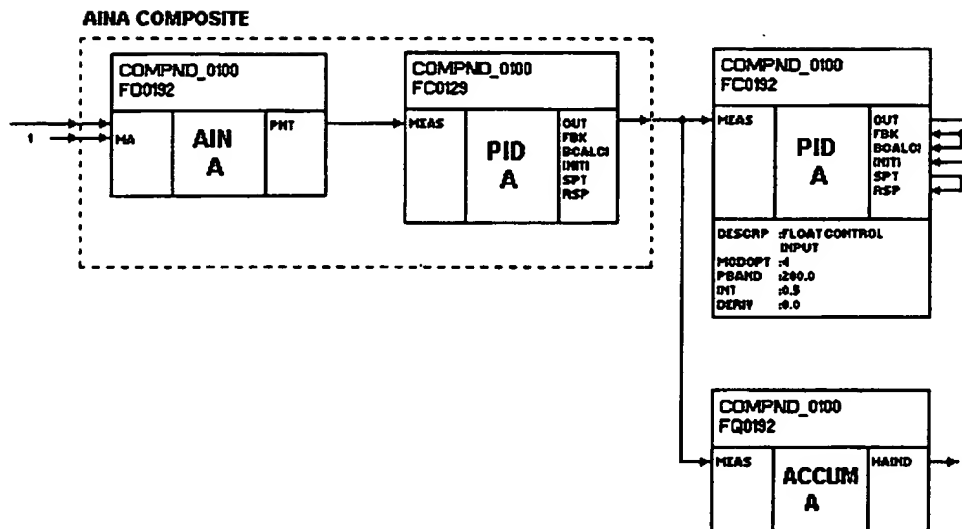 AINA COMPOSITE
COMPND_0100
FD0192
1
MA
AIN
A
PNT
COMPND_0100
FC0129
MEAS
PID
A
OUT
FBK
BCALCI
INITI
SPT
RSP
COMPND_0100
FC0192
MEAS
PID
A
OUT
FBK
BCALCI
INITI
SPT
RSP
DESCRP :FLOAT CONTROL
INPUT
MODOPT :4
PBAND :200.0
INT :0.5
DERIV :0.0
COMPND_0100
FQ0192
MEAS
ACCUM
A